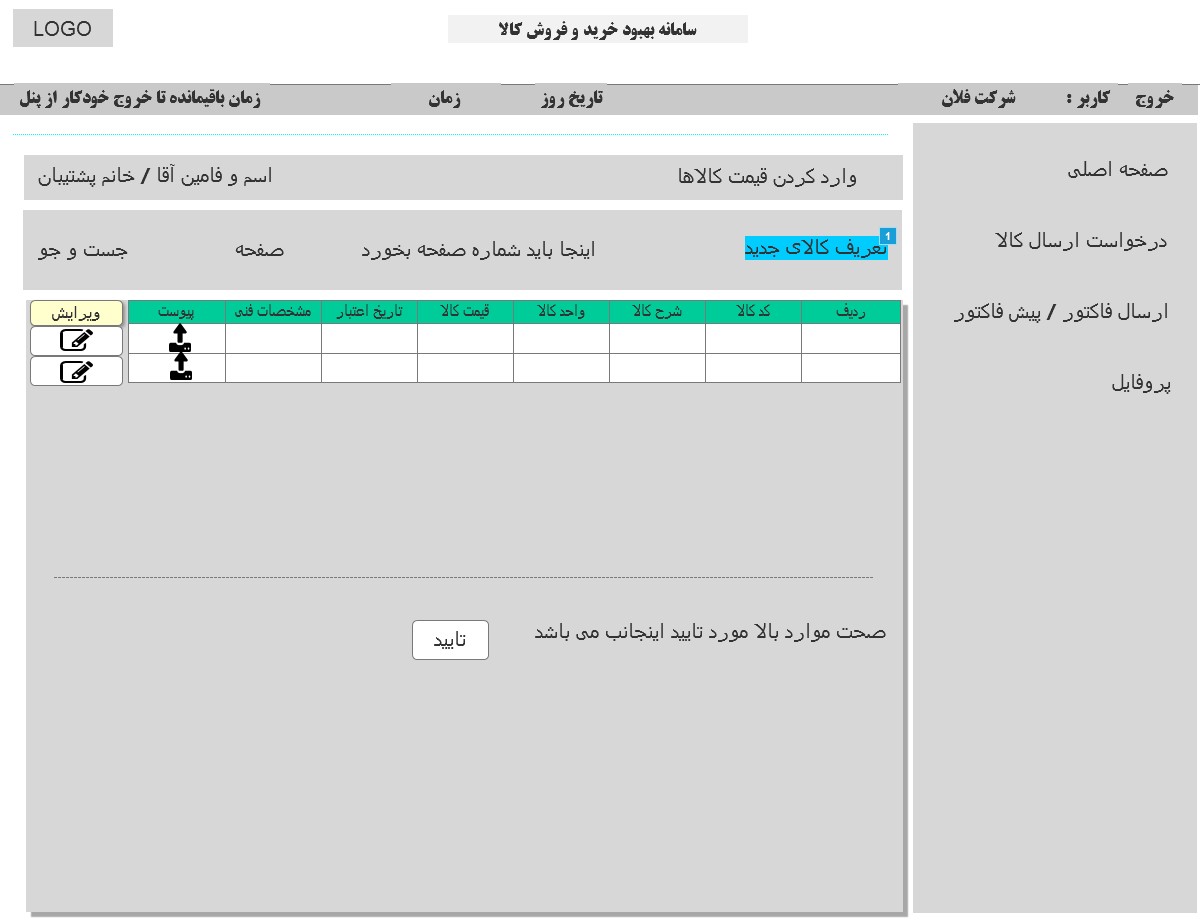 LOGO
سامانه بهبود خرید و فروش کالا
خروج کاربر : شرکت فلان تاریخ روز زمان زمان باقیمانده تا خروج خودکار از پنل
صفحه اصلی
درخواست ارسال کالا
ارسال فاکتور / پیش فاکتور
پروفایل
وارد کردن قیمت کالاها اسم و فامین آقا / خانم پشتیبان
تعریف کالای جدید 1 اینجا باید شماره صفحه بخورد صفحه جست و جو
ردیف کد کالا شرح کالا واحد کالا قیمت کالا تاریخ اعتبار مشخصات فنی پیوست ویرایش
صحت موارد بالا مورد تایید اینجانب می باشد تایید